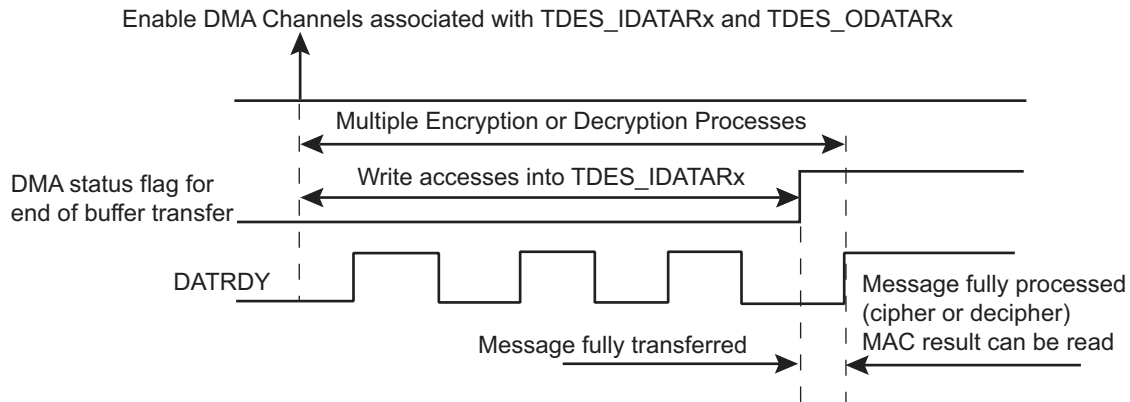 Enable DMA Channels associated with TDES_IDATARx and TDES_ODATARx
Multiple Encryption or Decryption Processes
Write accesses into TDES_IDATARx
DMA status flag for
end of buffer transfer
DATRDY
Message fully processed
(cipher or decipher)
MAC result can be read
Message fully transferred